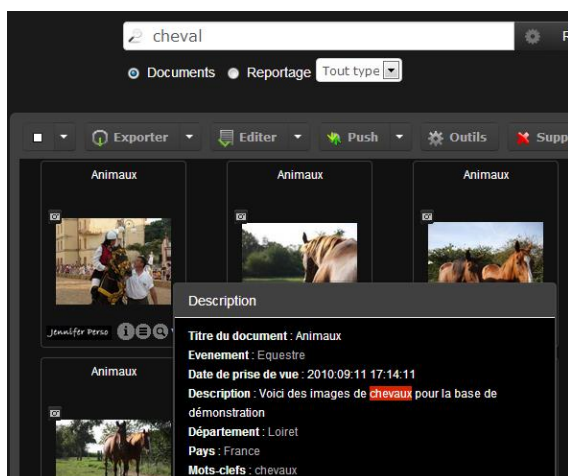 cheval
R
Documents Reportage Tout type
Exporter Editer Push Outils Supp
Animaux Animaux Animaux
Jennifer Perso
Description
Titre du document : Animaux
Evenement : Equestre
Date de prise de vue : 2010:09:11 17:14:11
Description : Voici des images de chevaux pour la base de
démonstration
Animaux
Département : Loiret
Pays : France
Mots-clefs : chevaux